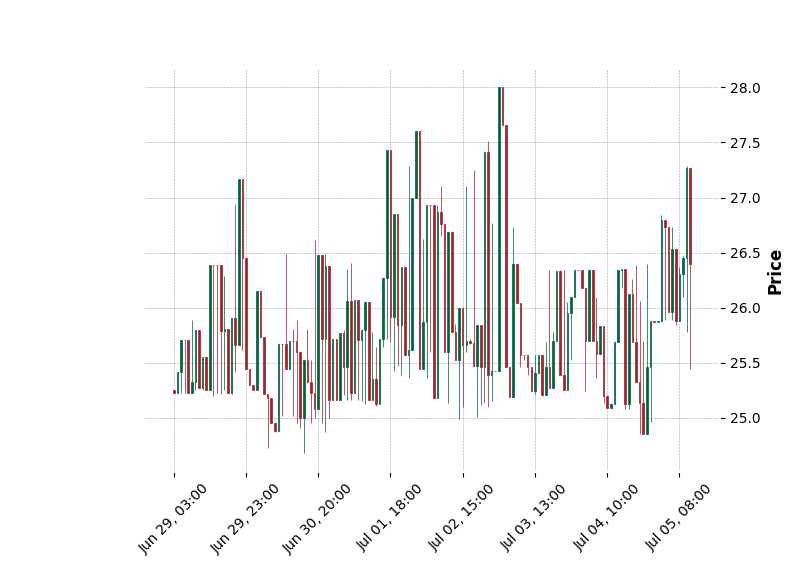 28.0
27.5
27.0
26.5
26.0
25.5
25.0
Price
Jun 29, 03:00
Jun 29, 23:00
Jun 30, 20:00
Jul 01, 18:00
Jul 02, 15:00
Jul 03, 13:00
Jul 04, 10:00
Jul 05, 08:00